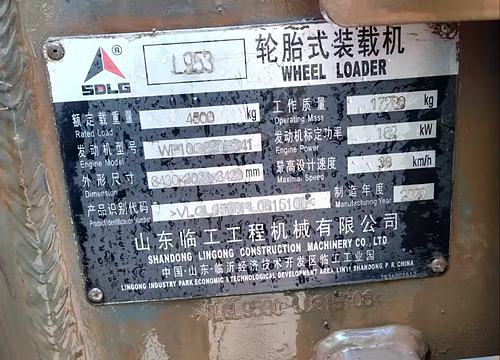 SDLG ®
L953
轮胎式装载机
WHEEL LOADER
额定载重量 4500 kg
Rated Load
工作质量 kg
Operating Mass
发动机型号
Engine Model
发动机标定功率 162 kW
Engine Power
外形尺寸 mm
Dimension
最高设计速度 km/h
Maximal Speed
产品识别代码
Product Identification Number
制造年度
Manufacturing Year
山东临工工程机械有限公司
SHANDONG LINGONG CONSTRUCTION MACHINERY CO., LTD
中国·山东·临沂经济技术开发区临工工业园
LINGONG INDUSTRY PARK ECONOMIC & TECHNOLOGICAL DEVELOPMENT AREA, LINYI SHANDONG, P. R. CHINA